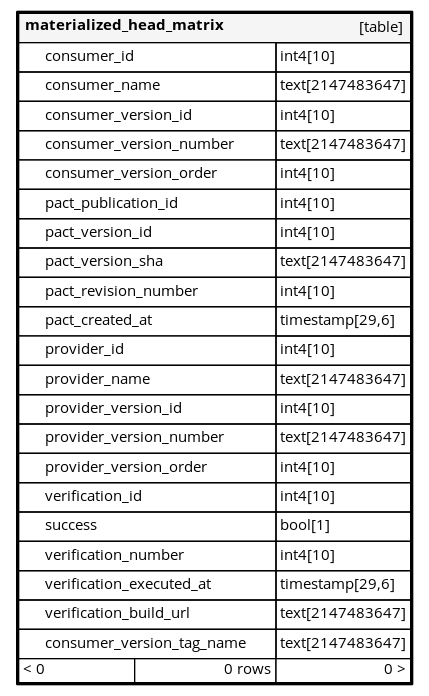 materialized_head_matrix [table]
consumer_id int4[10]
consumer_name text[2147483647]
consumer_version_id int4[10]
consumer_version_number text[2147483647]
consumer_version_order int4[10]
pact_publication_id int4[10]
pact_version_id int4[10]
pact_version_sha text[2147483647]
pact_revision_number int4[10]
pact_created_at timestamp[29,6]
provider_id int4[10]
provider_name text[2147483647]
provider_version_id int4[10]
provider_version_number text[2147483647]
provider_version_order int4[10]
verification_id int4[10]
success bool[1]
verification_number int4[10]
verification_executed_at timestamp[29,6]
verification_build_url text[2147483647]
consumer_version_tag_name text[2147483647]
< 0 0 rows 0 >